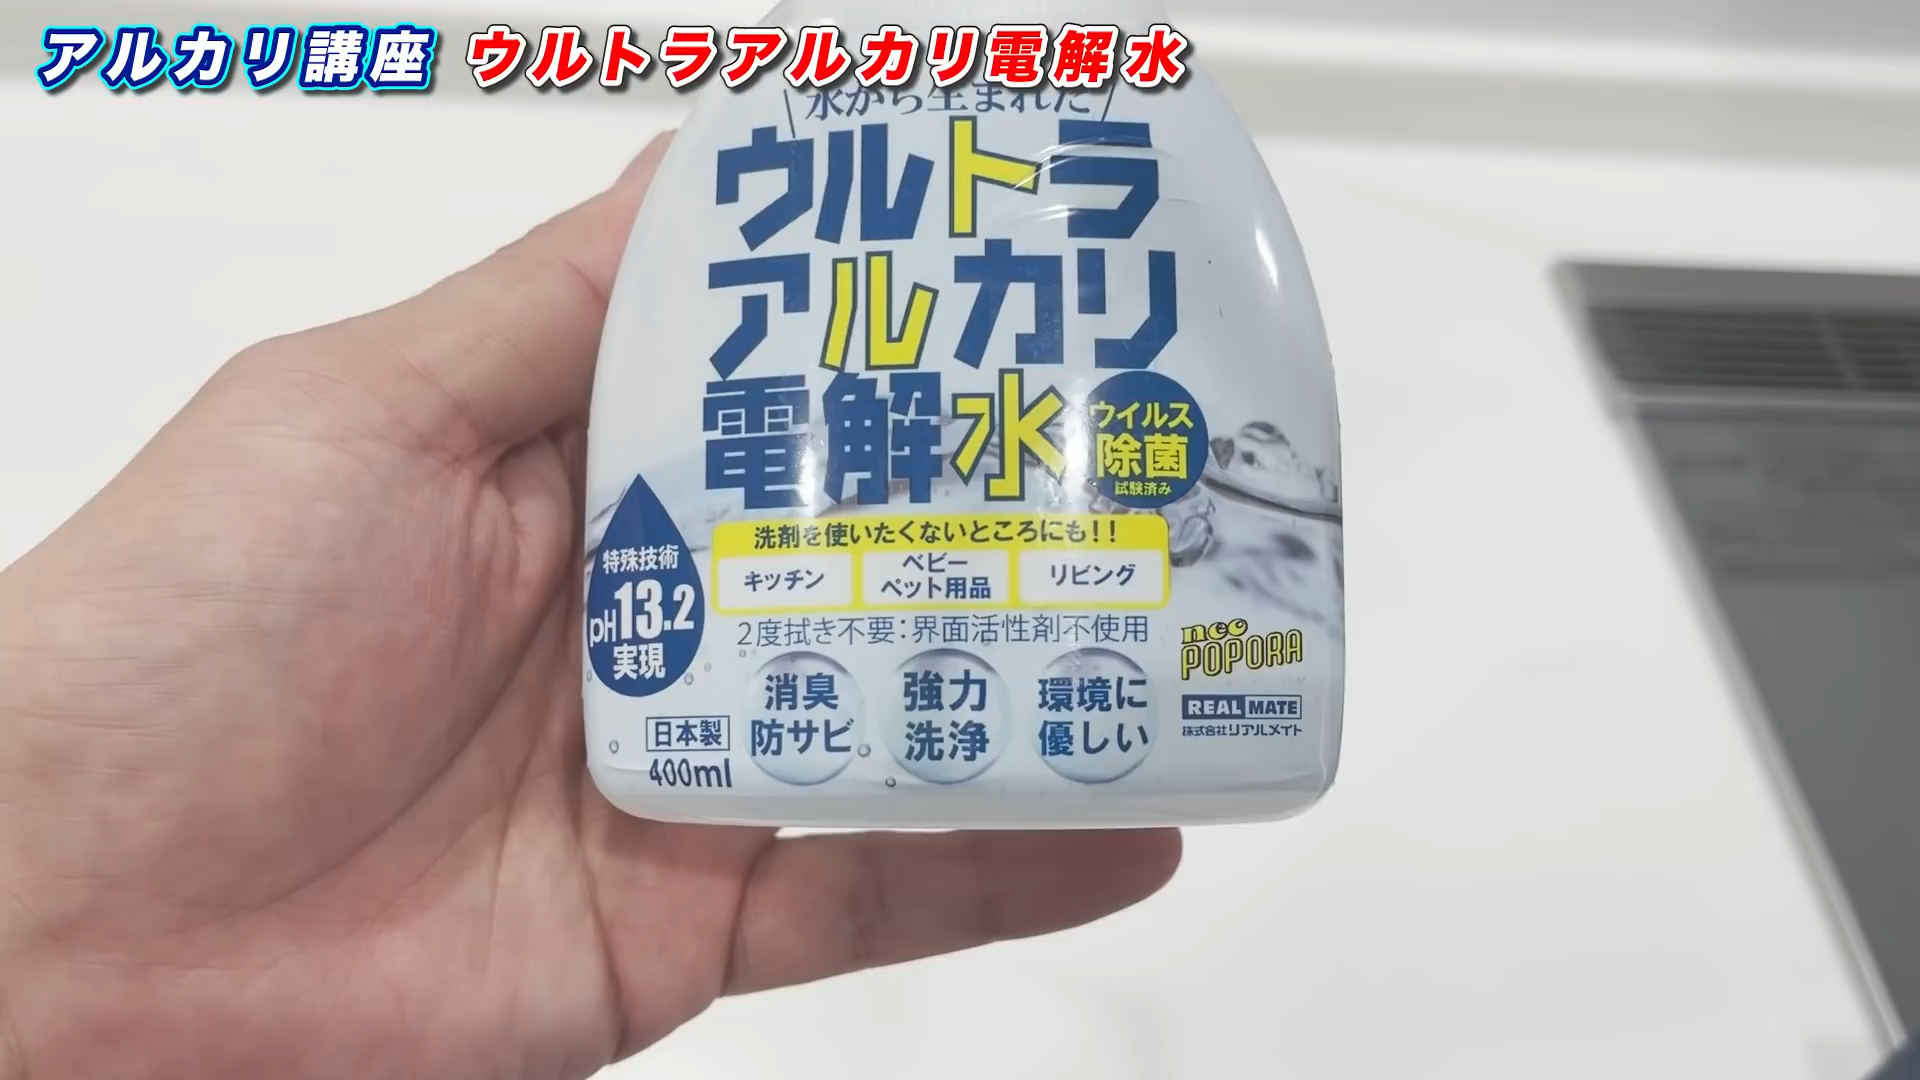 アルカリ講座 ウルトラアルカリ電解水
水から生まれた
ウルトラ
アルカリ
電解水
ウイルス
除菌
試験済み
洗剤を使いたくないところにも!!
キッチン
ベビー
ペット用品
リビング
特殊技術
pH13.2
実現
2度拭き不要:界面活性剤不使用
消臭
防サビ
強力
洗浄
環境に
優しい
neo
POPORA
REAL MATE
株式会社リアルメイト
日本製
400ml